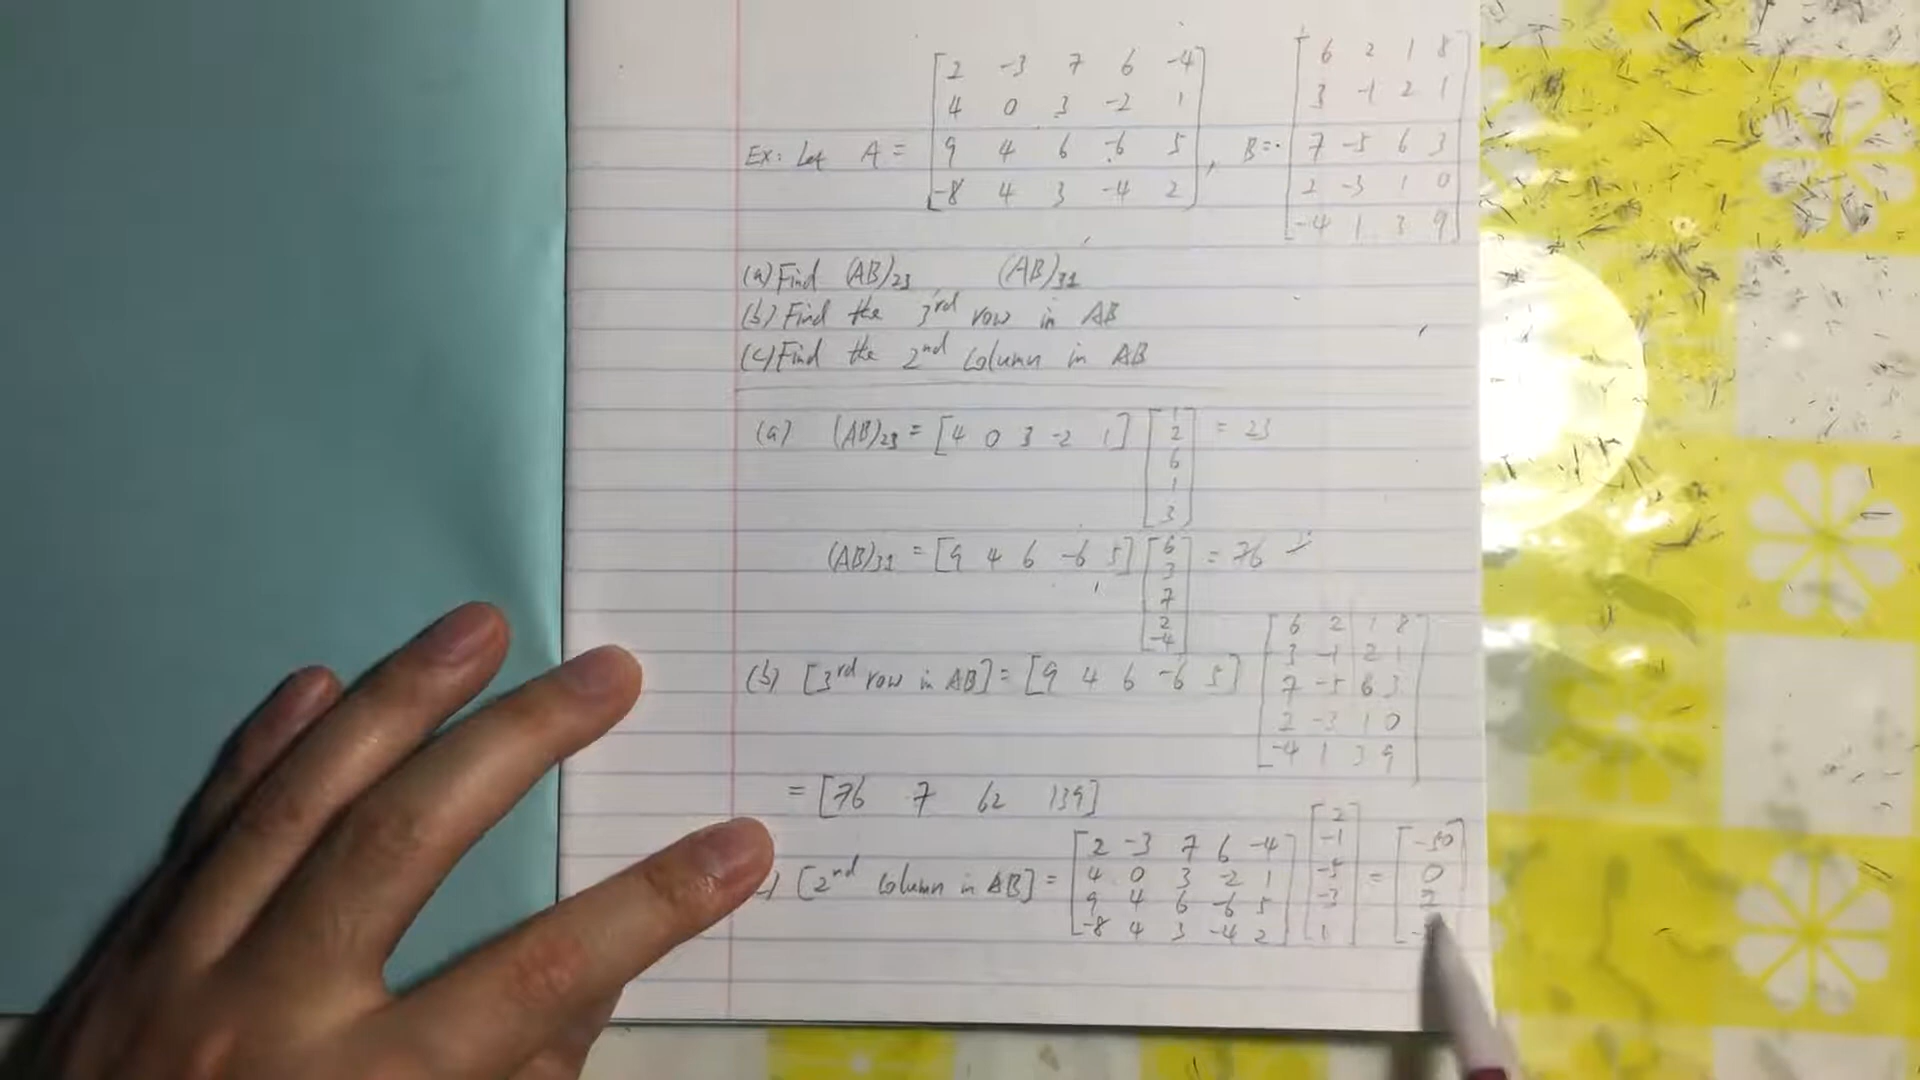 Ex: Let A = [2 -3 7 6 -4
4 0 3 -2 1
9 4 6 -6 5
-8 4 3 -4 2] , B = [6 2 1 8
3 -1 2 1
7 -5 6 3
2 -3 1 0
-4 1 3 9]
(a) Find (AB)23 (AB)31
(b) Find the 3rd row in AB
(c) Find the 2nd column in AB
(a) (AB)23 = [4 0 3 -2 1] [1
2
6
1
3] = 23
(AB)31 = [9 4 6 -6 5] [6
3
7
2
-4] = 76
(b) [3rd row in AB] = [9 4 6 -6 5] [6 2 1 8
3 -1 2 1
7 -5 6 3
2 -3 1 0
-4 1 3 9]
= [76 7 62 139]
) [2nd column in AB] = [2 -3 7 6 -4
4 0 3 -2 1
9 4 6 -6 5
-8 4 3 -4 2] [2
-1
-5
-3
1] = [-50
0